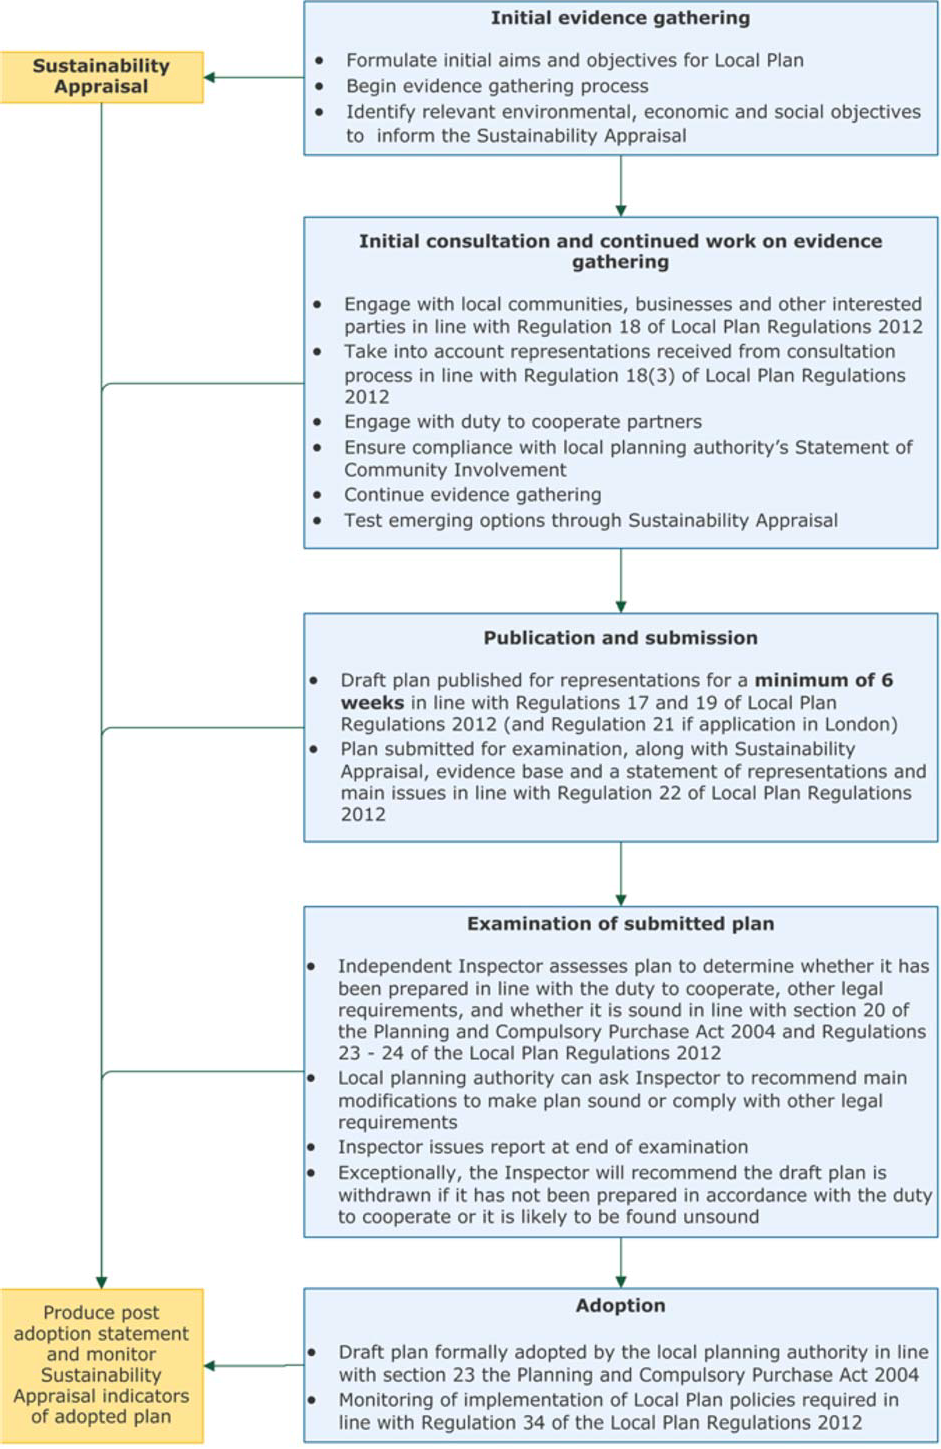 Initial evidence gathering
• Formulate initial aims and objectives for Local Plan
• Begin evidence gathering process
• Identify relevant environmental, economic and social objectives
to  inform the Sustainability Appraisal
Sustainability
Appraisal
Initial consultation and continued work on evidence
gathering
• Engage with local communities, businesses and other interested
parties in line with Regulation 18 of Local Plan Regulations 2012
• Take into account representations received from consultation
process in line with Regulation 18(3) of Local Plan Regulations
2012
• Engage with duty to cooperate partners
• Ensure compliance with local planning authority's Statement of
Community Involvement
• Continue evidence gathering
• Test emerging options through Sustainability Appraisal
Publication and submission
• Draft plan published for representations for a minimum of 6
weeks in line with Regulations 17 and 19 of Local Plan
Regulations 2012 (and Regulation 21 if application in London)
• Plan submitted for examination, along with Sustainability
Appraisal, evidence base and a statement of representations and
main issues in line with Regulation 22 of Local Plan Regulations
2012
Examination of submitted plan
• Independent Inspector assesses plan to determine whether it has
been prepared in line with the duty to cooperate, other legal
requirements, and whether it is sound in line with section 20 of
the Planning and Compulsory Purchase Act 2004 and Regulations
23 - 24 of the Local Plan Regulations 2012
• Local planning authority can ask Inspector to recommend main
modifications to make plan sound or comply with other legal
requirements
• Inspector issues report at end of examination
• Exceptionally, the Inspector will recommend the draft plan is
withdrawn if it has not been prepared in accordance with the duty
to cooperate or it is likely to be found unsound
Adoption
• Draft plan formally adopted by the local planning authority in line
with section 23 the Planning and Compulsory Purchase Act 2004
• Monitoring of implementation of Local Plan policies required in
line with Regulation 34 of the Local Plan Regulations 2012
Produce post
adoption statement
and monitor
Sustainability
Appraisal indicators
of adopted plan